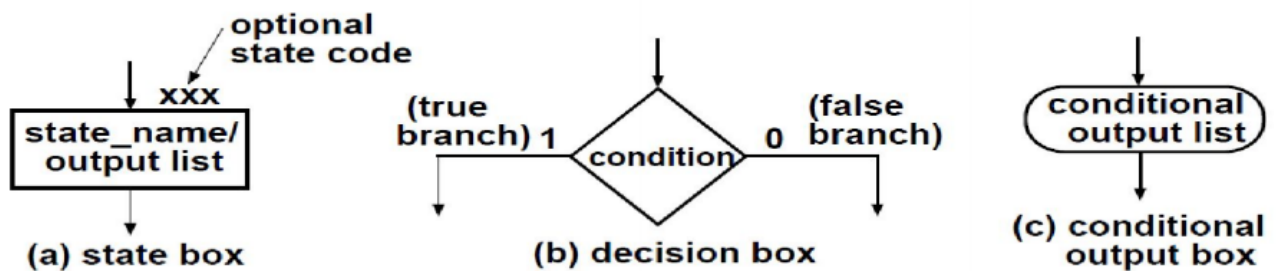 optional
state code
xxx
state_name/
output list
(a) state box
(true
branch) 1
condition
0 (false
branch)
(b) decision box
conditional
output list
(c) conditional
output box